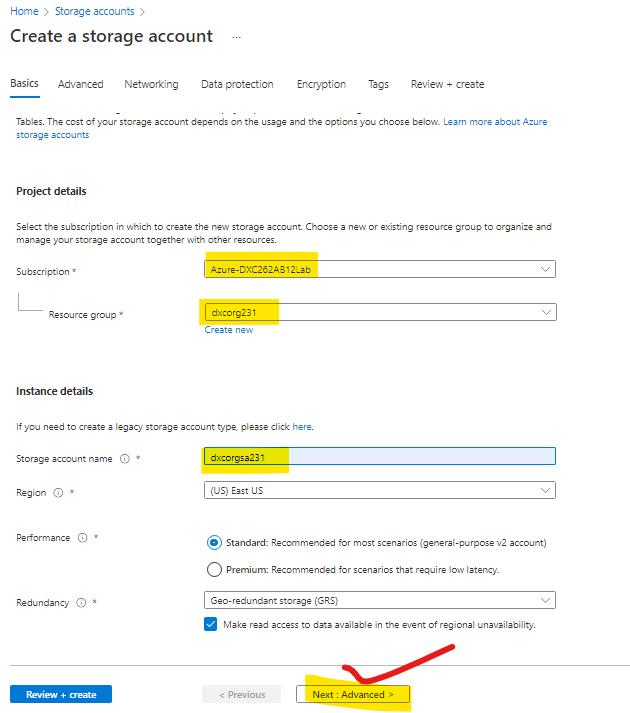 Home > Storage accounts >
Create a storage account ...
Basics Advanced Networking Data protection Encryption Tags Review + create
Tables. The cost of your storage account depends on the usage and the options you choose below. Learn more about Azure
storage accounts
Project details
Select the subscription in which to create the new storage account. Choose a new or existing resource group to organize and
manage your storage account together with other resources.
Subscription * Azure-DXC262AB12Lab
Resource group * dxcorg231
Create new
Instance details
If you need to create a legacy storage account type, please click here.
Storage account name * dxcorgsa231
Region * (US) East US
Performance * Standard: Recommended for most scenarios (general-purpose v2 account)
Premium: Recommended for scenarios that require low latency.
Redundancy * Geo-redundant storage (GRS)
Make read access to data available in the event of regional unavailability.
Review + create < Previous Next : Advanced >